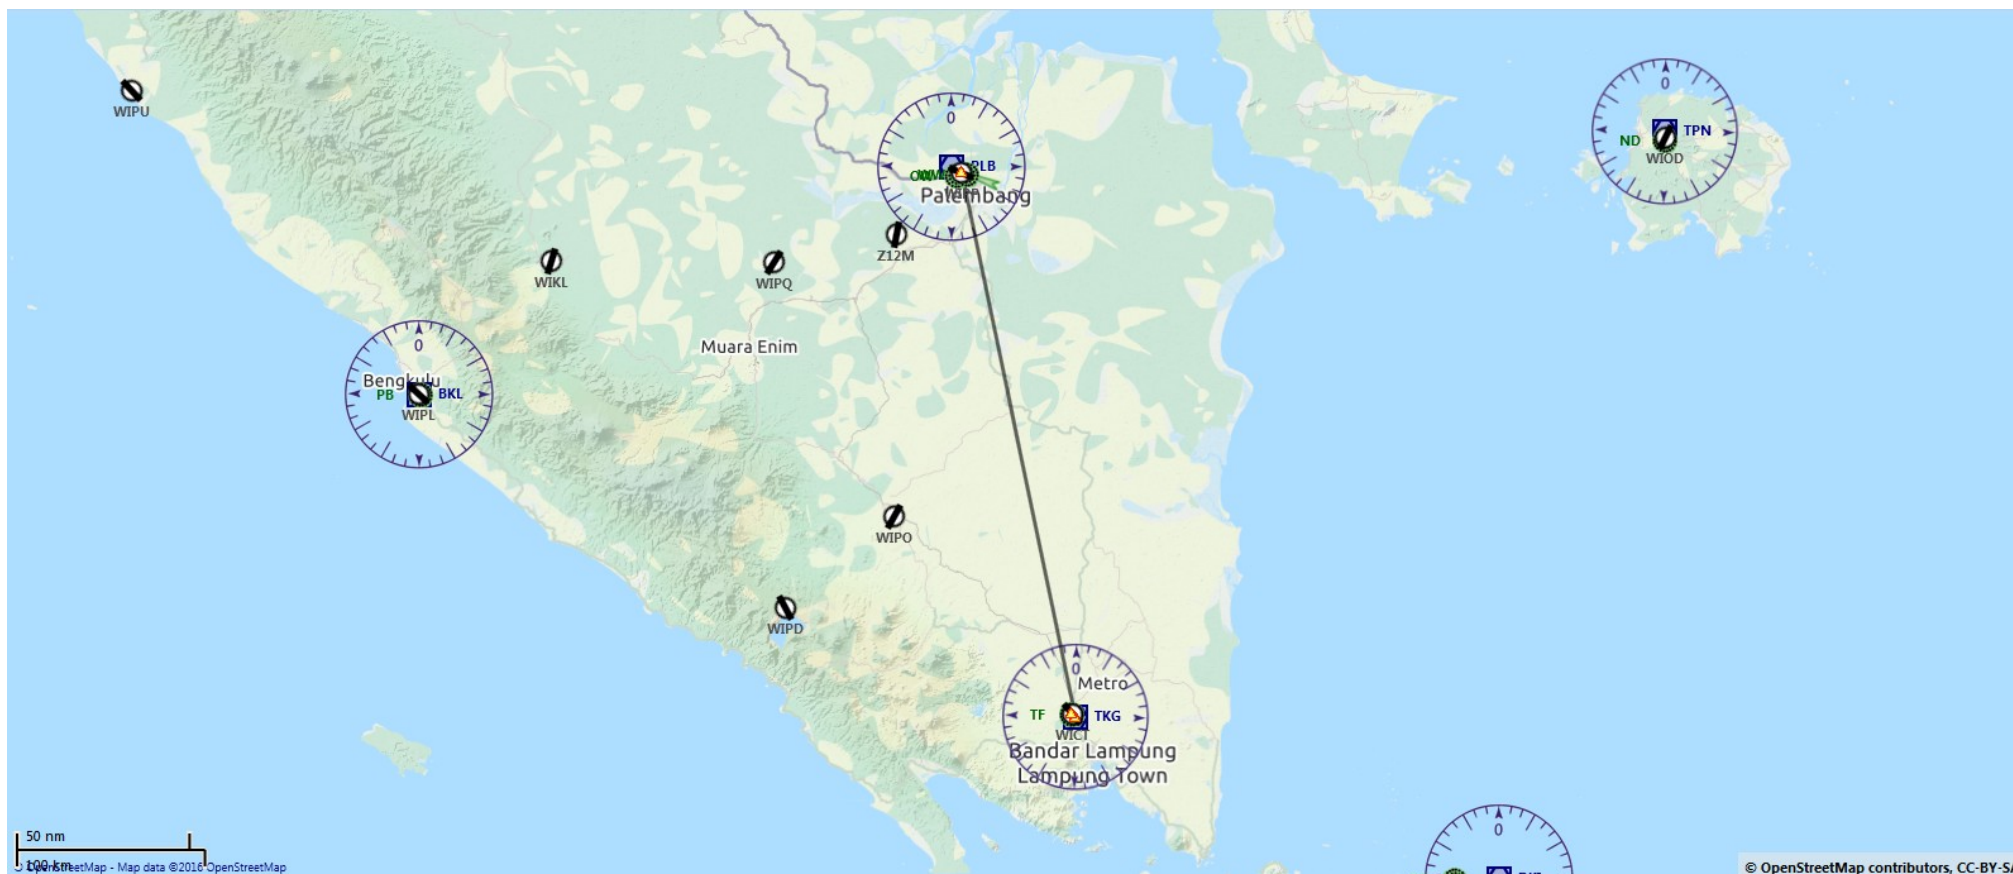 0
WIPU
0
TPN
ND
WIOD
PLB
Palembang
Z12M
WIKL
WIPQ
0
Muara Enim
Bengkulu
PB
BKL
WIPL
WIPO
WIPD
0
Metro
TF
TKG
WICT
Bandar Lampung
Lampung Town
0
50 nm
100 km
OpenStreetMap - Map data ©2016 OpenStreetMap
© OpenStreetMap contributors, CC-BY-SA